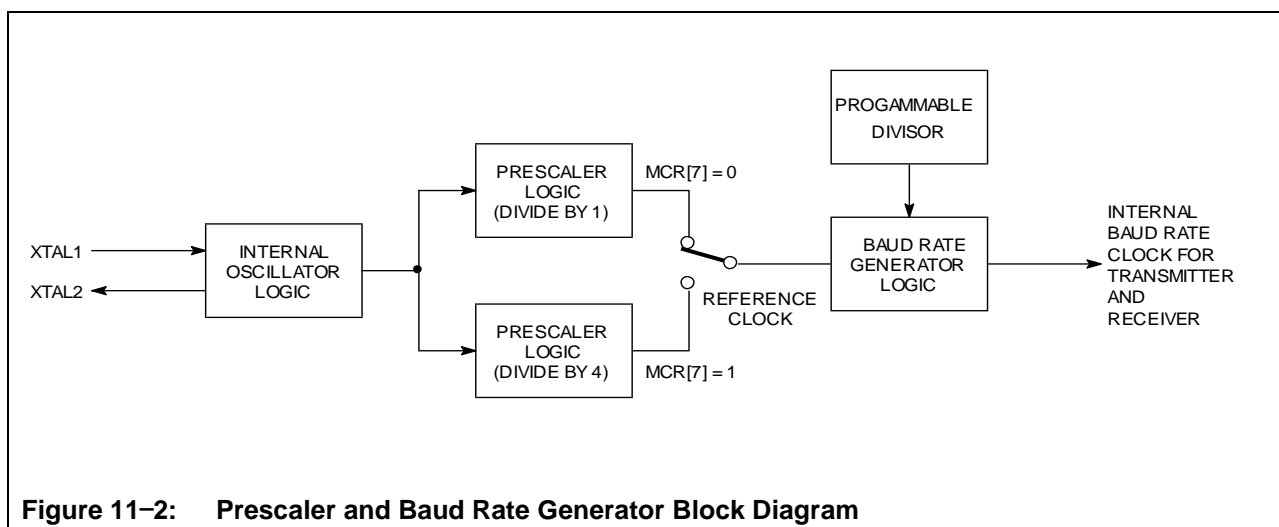 PROGAMMABLE
DIVISOR
PRESCALER
LOGIC
(DIVIDE BY 1)
MCR[7] = 0
XTAL1
XTAL2
INTERNAL
OSCILLATOR
LOGIC
BAUD RATE
GENERATOR
LOGIC
INTERNAL
BAUD RATE
CLOCK FOR
TRANSMITTER
AND
RECEIVER
REFERENCE
CLOCK
PRESCALER
LOGIC
(DIVIDE BY 4)
MCR[7] = 1
Figure 11–2: Prescaler and Baud Rate Generator Block Diagram